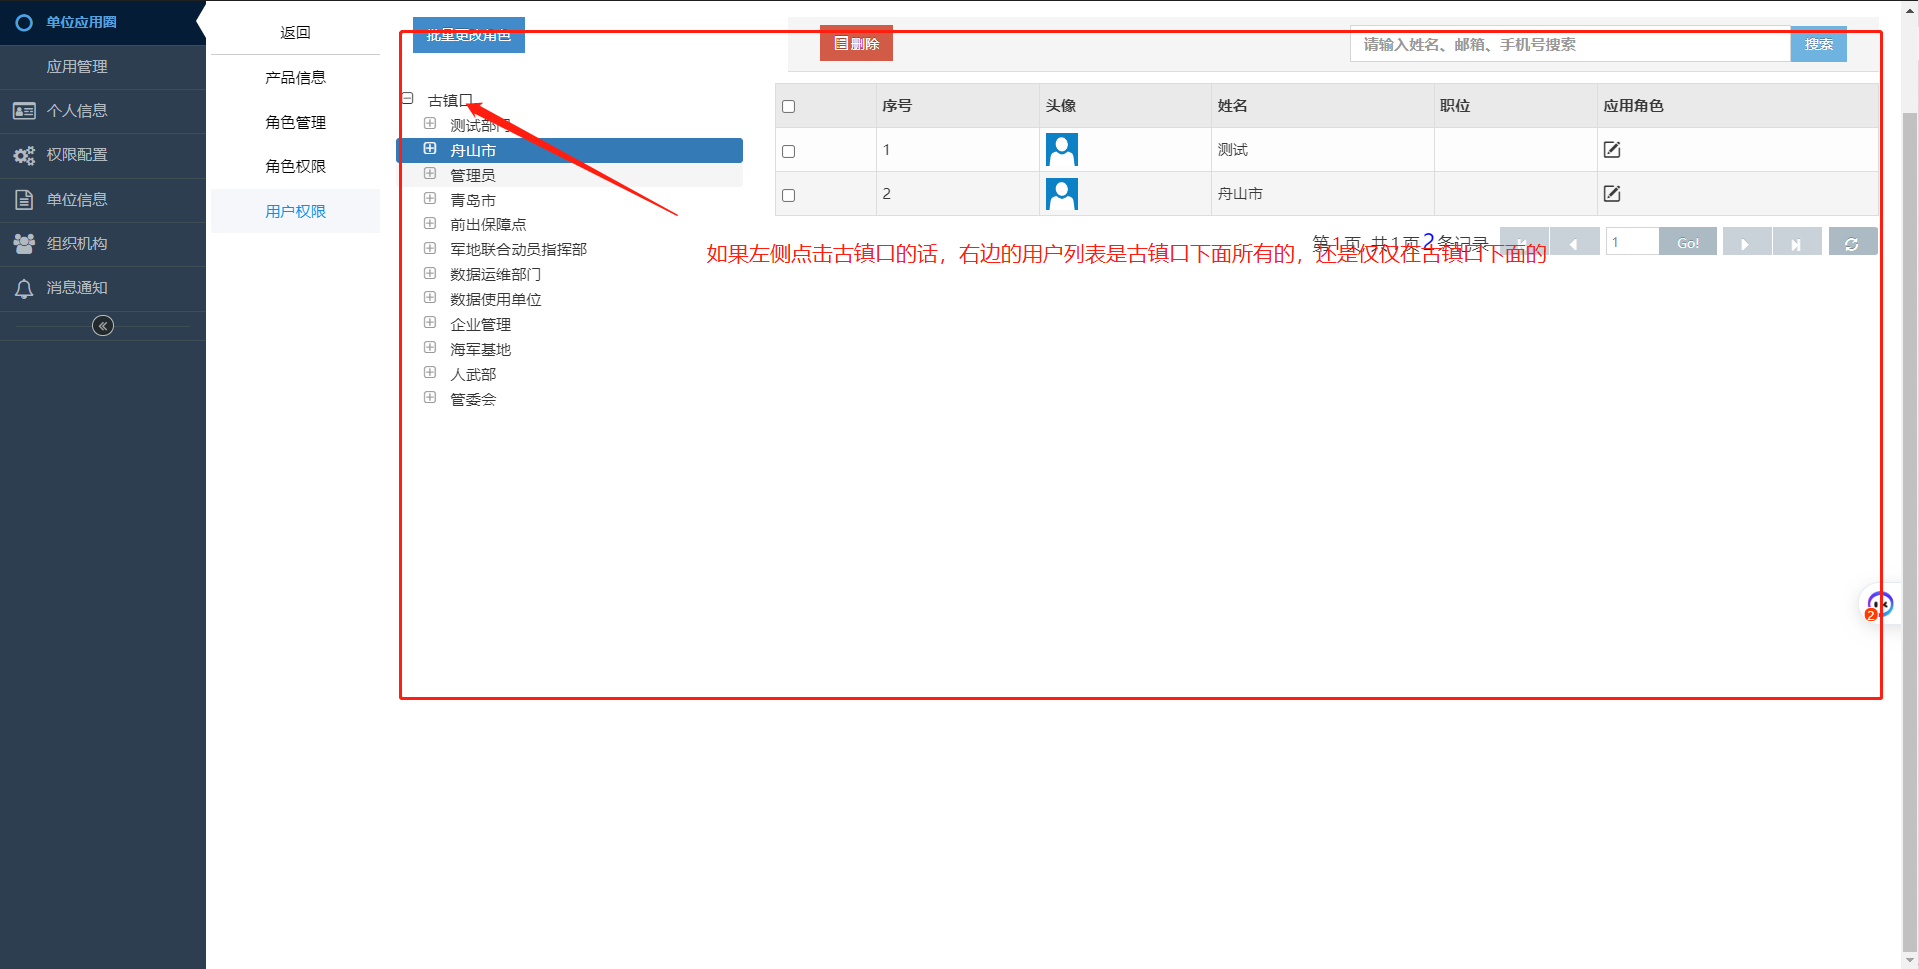 单位应用圈
应用管理
个人信息
权限配置
单位信息
组织机构
消息通知
返回
产品信息
角色管理
角色权限
用户权限
批量更改角色
古镇口
测试部门
舟山市
管理员
青岛市
前出保障点
军地联合动员指挥部
数据运维部门
数据使用单位
企业管理
海军基地
人武部
管委会
删除
请输入姓名、邮箱、手机号搜索 搜索
序号 头像 姓名 职位 应用角色
1 测试
2 舟山市
第1页 共1页2条记录 1 Go!
如果左侧点击古镇口的话，右边的用户列表是古镇口下面所有的，还是仅仅在古镇口下面的
2